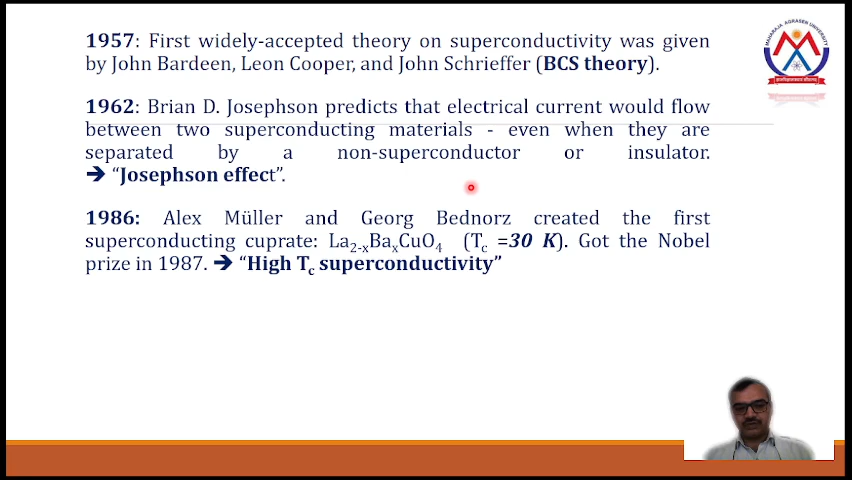 1957: First widely-accepted theory on superconductivity was given
by John Bardeen, Leon Cooper, and John Schrieffer (BCS theory).
1962: Brian D. Josephson predicts that electrical current would flow
between two superconducting materials - even when they are
separated by a non-superconductor or insulator.
➔ “Josephson effect”.
1986: Alex Müller and Georg Bednorz created the first
superconducting cuprate: La2-xBaxCuO4 (Tc =30 K). Got the Nobel
prize in 1987. ➔ “High Tc superconductivity”
MAHARAJA AGRASEN UNIVERSITY